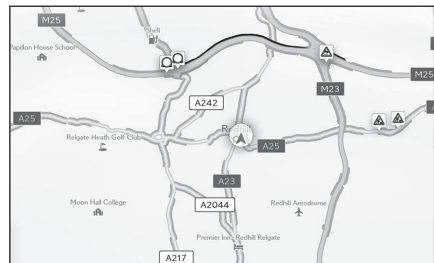 M25
Shell
Papillon House School
M25
M23
A242
A25
Reigate Heath Golf Club
Redhill
A25
A23
Moon Hall College
A2044
Redhill Aerodrome
Premier Inn Redhill Reigate
A217